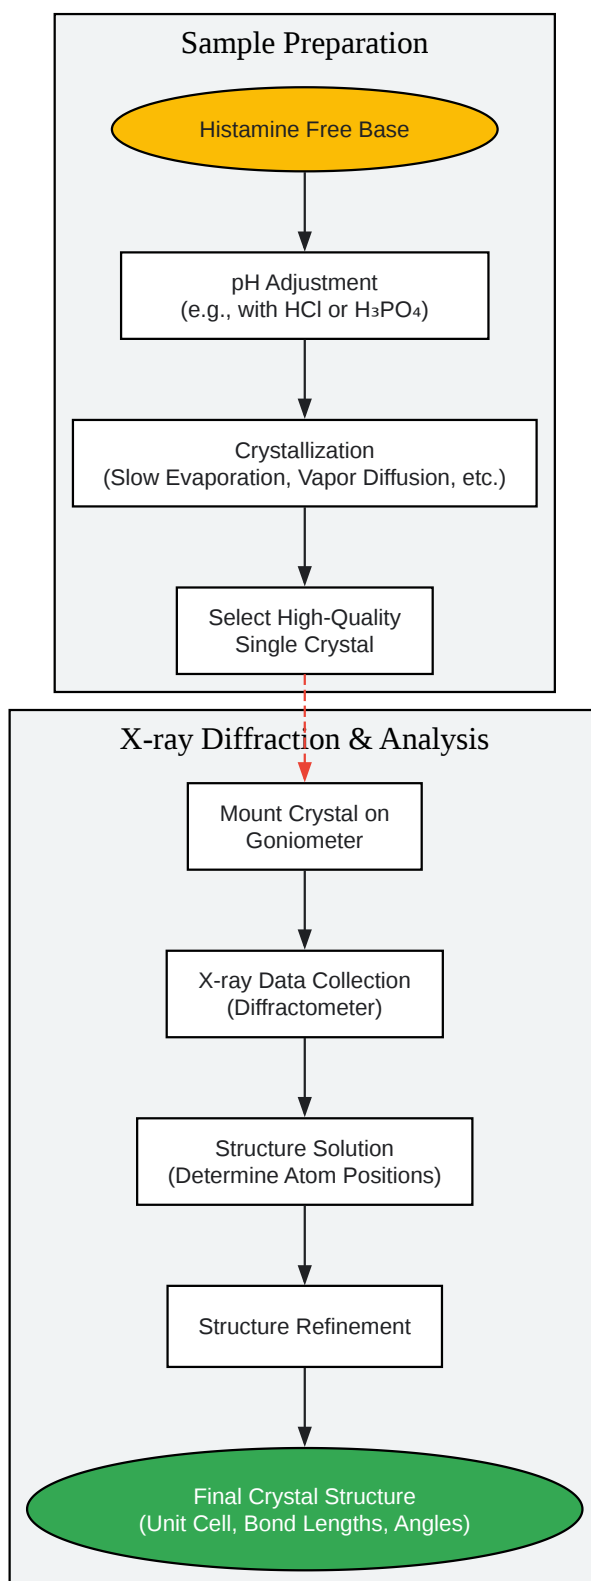 Sample Preparation
Histamine Free Base
pH Adjustment
(e.g., with HCl or H₃PO₄)
Crystallization
(Slow Evaporation, Vapor Diffusion, etc.)
Select High-Quality
Single Crystal
X-ray Diffraction & Analysis
Mount Crystal on
Goniometer
X-ray Data Collection
(Diffractometer)
Structure Solution
(Determine Atom Positions)
Structure Refinement
Final Crystal Structure
(Unit Cell, Bond Lengths, Angles)